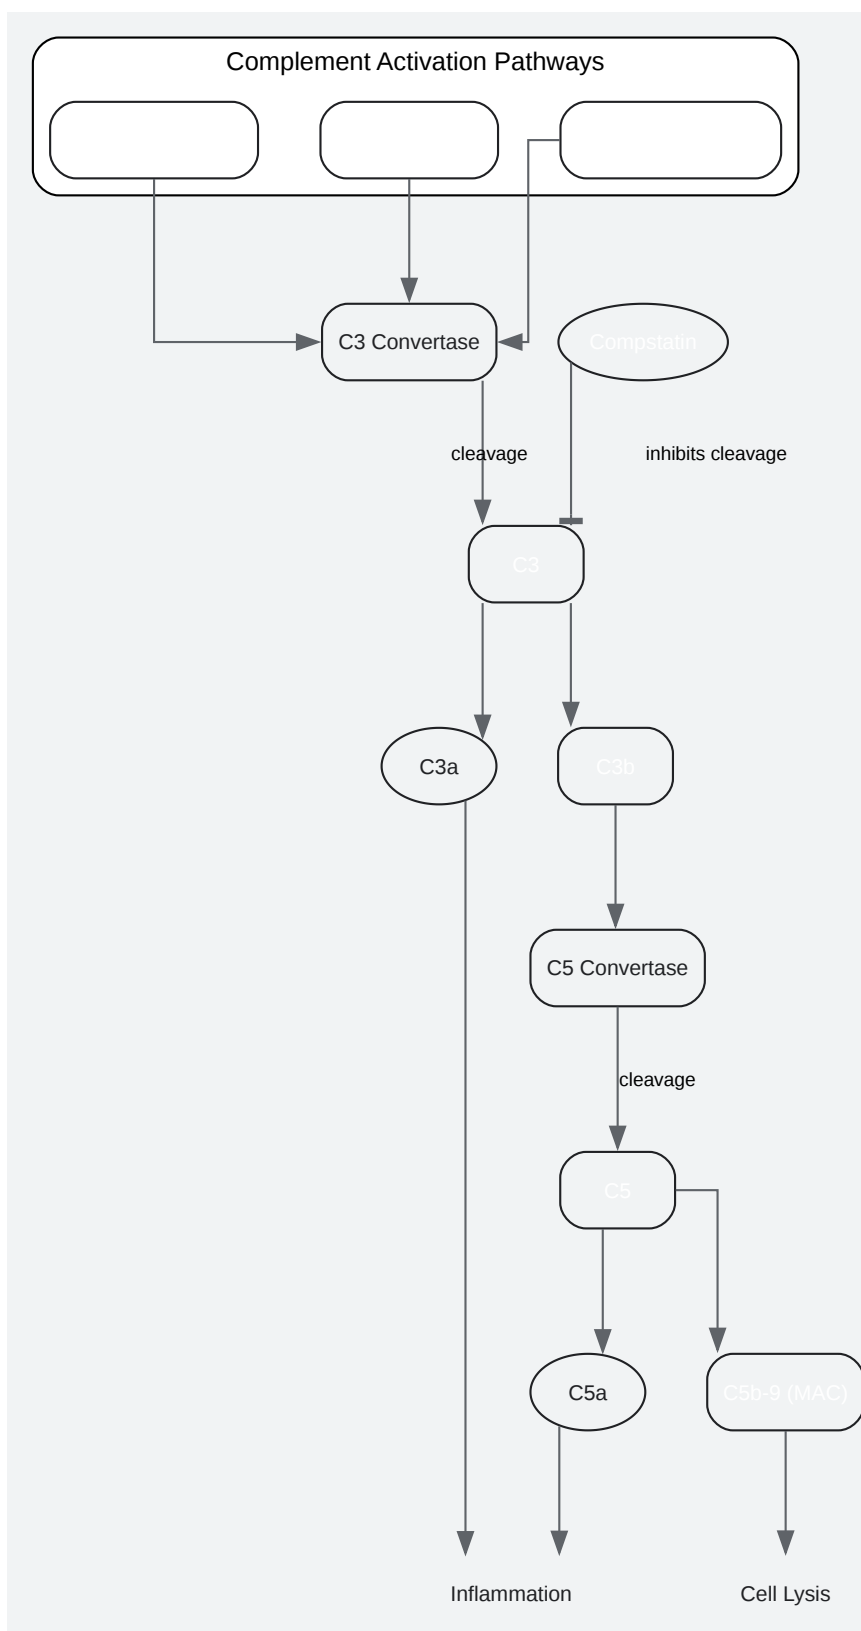 Complement Activation Pathways
C3 Convertase
Compstatin
cleavage
inhibits cleavage
C3
C3a
C3b
C5 Convertase
cleavage
C5
C5a
C5b-9 (MAC)
Inflammation
Cell Lysis